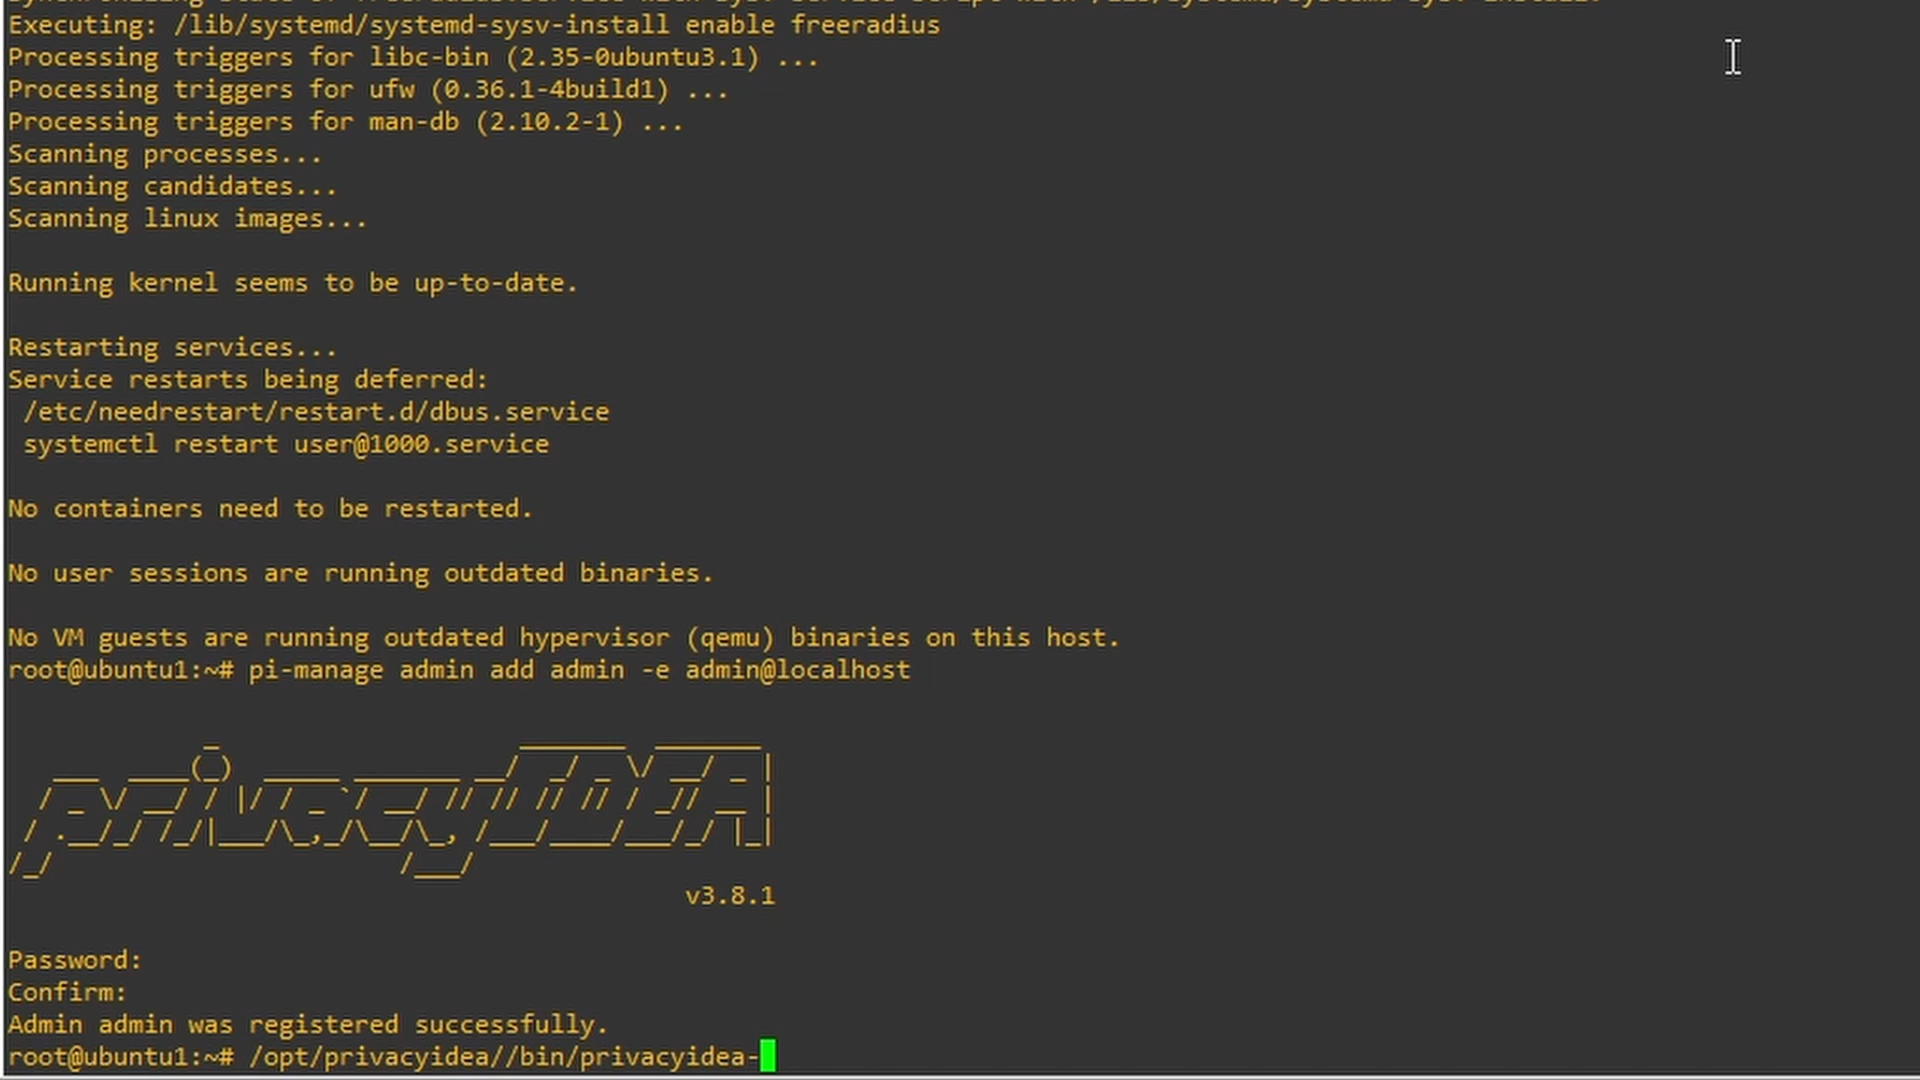 Executing: /lib/systemd/systemd-sysv-install enable freeradius
Processing triggers for libc-bin (2.35-0ubuntu3.1) ...
Processing triggers for ufw (0.36.1-4build1) ...
Processing triggers for man-db (2.10.2-1) ...
Scanning processes...
Scanning candidates...
Scanning linux images...
Running kernel seems to be up-to-date.
Restarting services...
Service restarts being deferred:
/etc/needrestart/restart.d/dbus.service
systemctl restart user@1000.service
No containers need to be restarted.
No user sessions are running outdated binaries.
No VM guests are running outdated hypervisor (qemu) binaries on this host.
root@ubuntu1:~# pi-manage admin add admin -e admin@localhost
privacyIDEA
v3.8.1
Password:
Confirm:
Admin admin was registered successfully.
root@ubuntu1:~# /opt/privacyidea//bin/privacyidea-